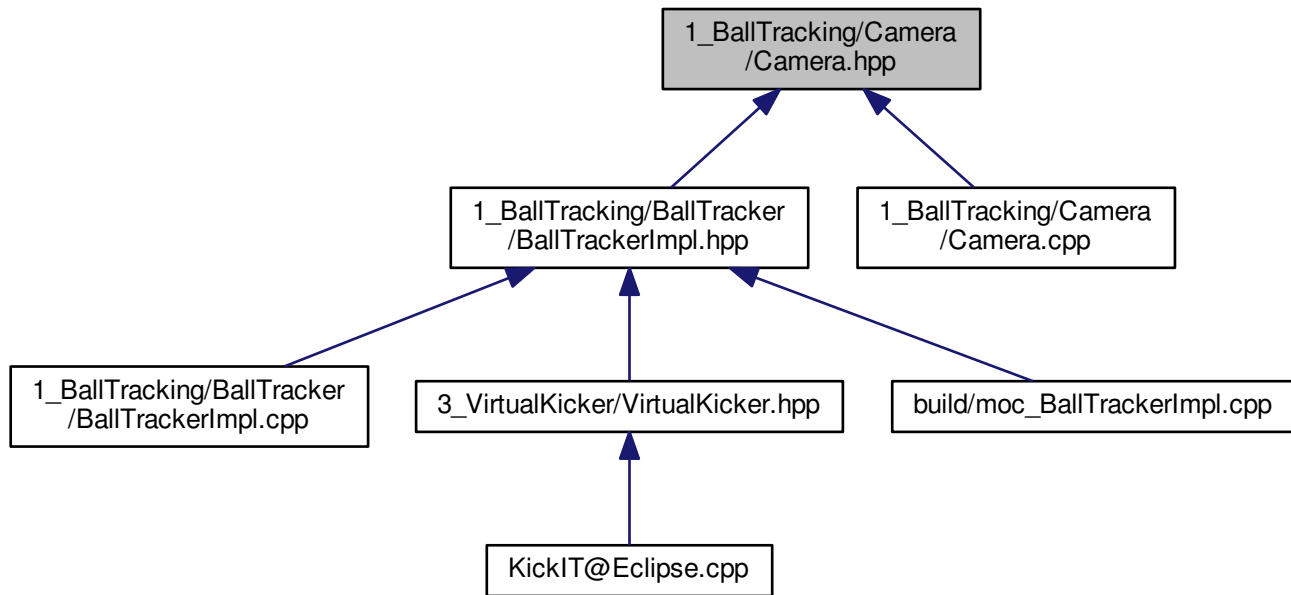 1_BallTracking/Camera
/Camera.hpp
1_BallTracking/BallTracker
/BallTrackerImpl.hpp
1_BallTracking/Camera
/Camera.cpp
1_BallTracking/BallTracker
/BallTrackerImpl.cpp
3_VirtualKicker/VirtualKicker.hpp
build/moc_BallTrackerImpl.cpp
KickIT@Eclipse.cpp